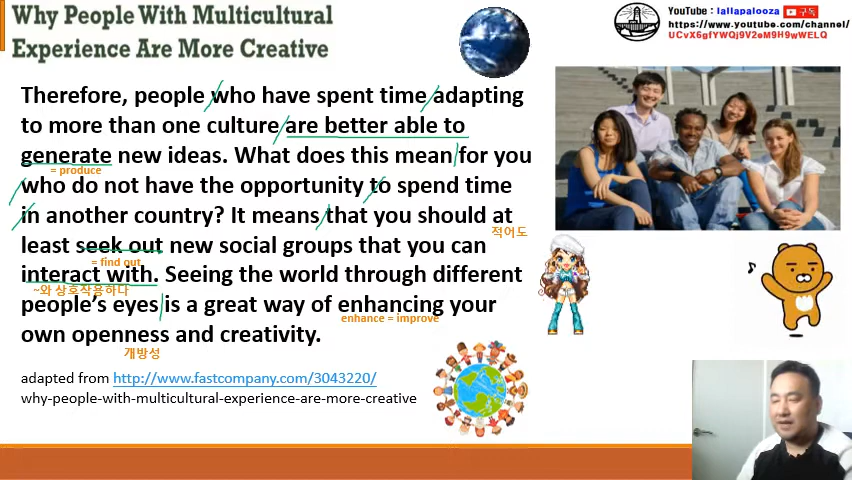 Why People With Multicultural
Experience Are More Creative
YouTube : lallapalooza 구독
https://www.youtube.com/channel/
UCvX6gfYWQj9V2eM9H9wWELQ
Therefore, people who have spent time adapting
to more than one culture are better able to
generate new ideas. What does this mean for you
= produce
who do not have the opportunity to spend time
in another country? It means that you should at
적어도
least seek out new social groups that you can
= find out
interact with. Seeing the world through different
~와 상호작용하다
people's eyes is a great way of enhancing your
enhance = improve
own openness and creativity.
개방성
adapted from http://www.fastcompany.com/3043220/
why-people-with-multicultural-experience-are-more-creative